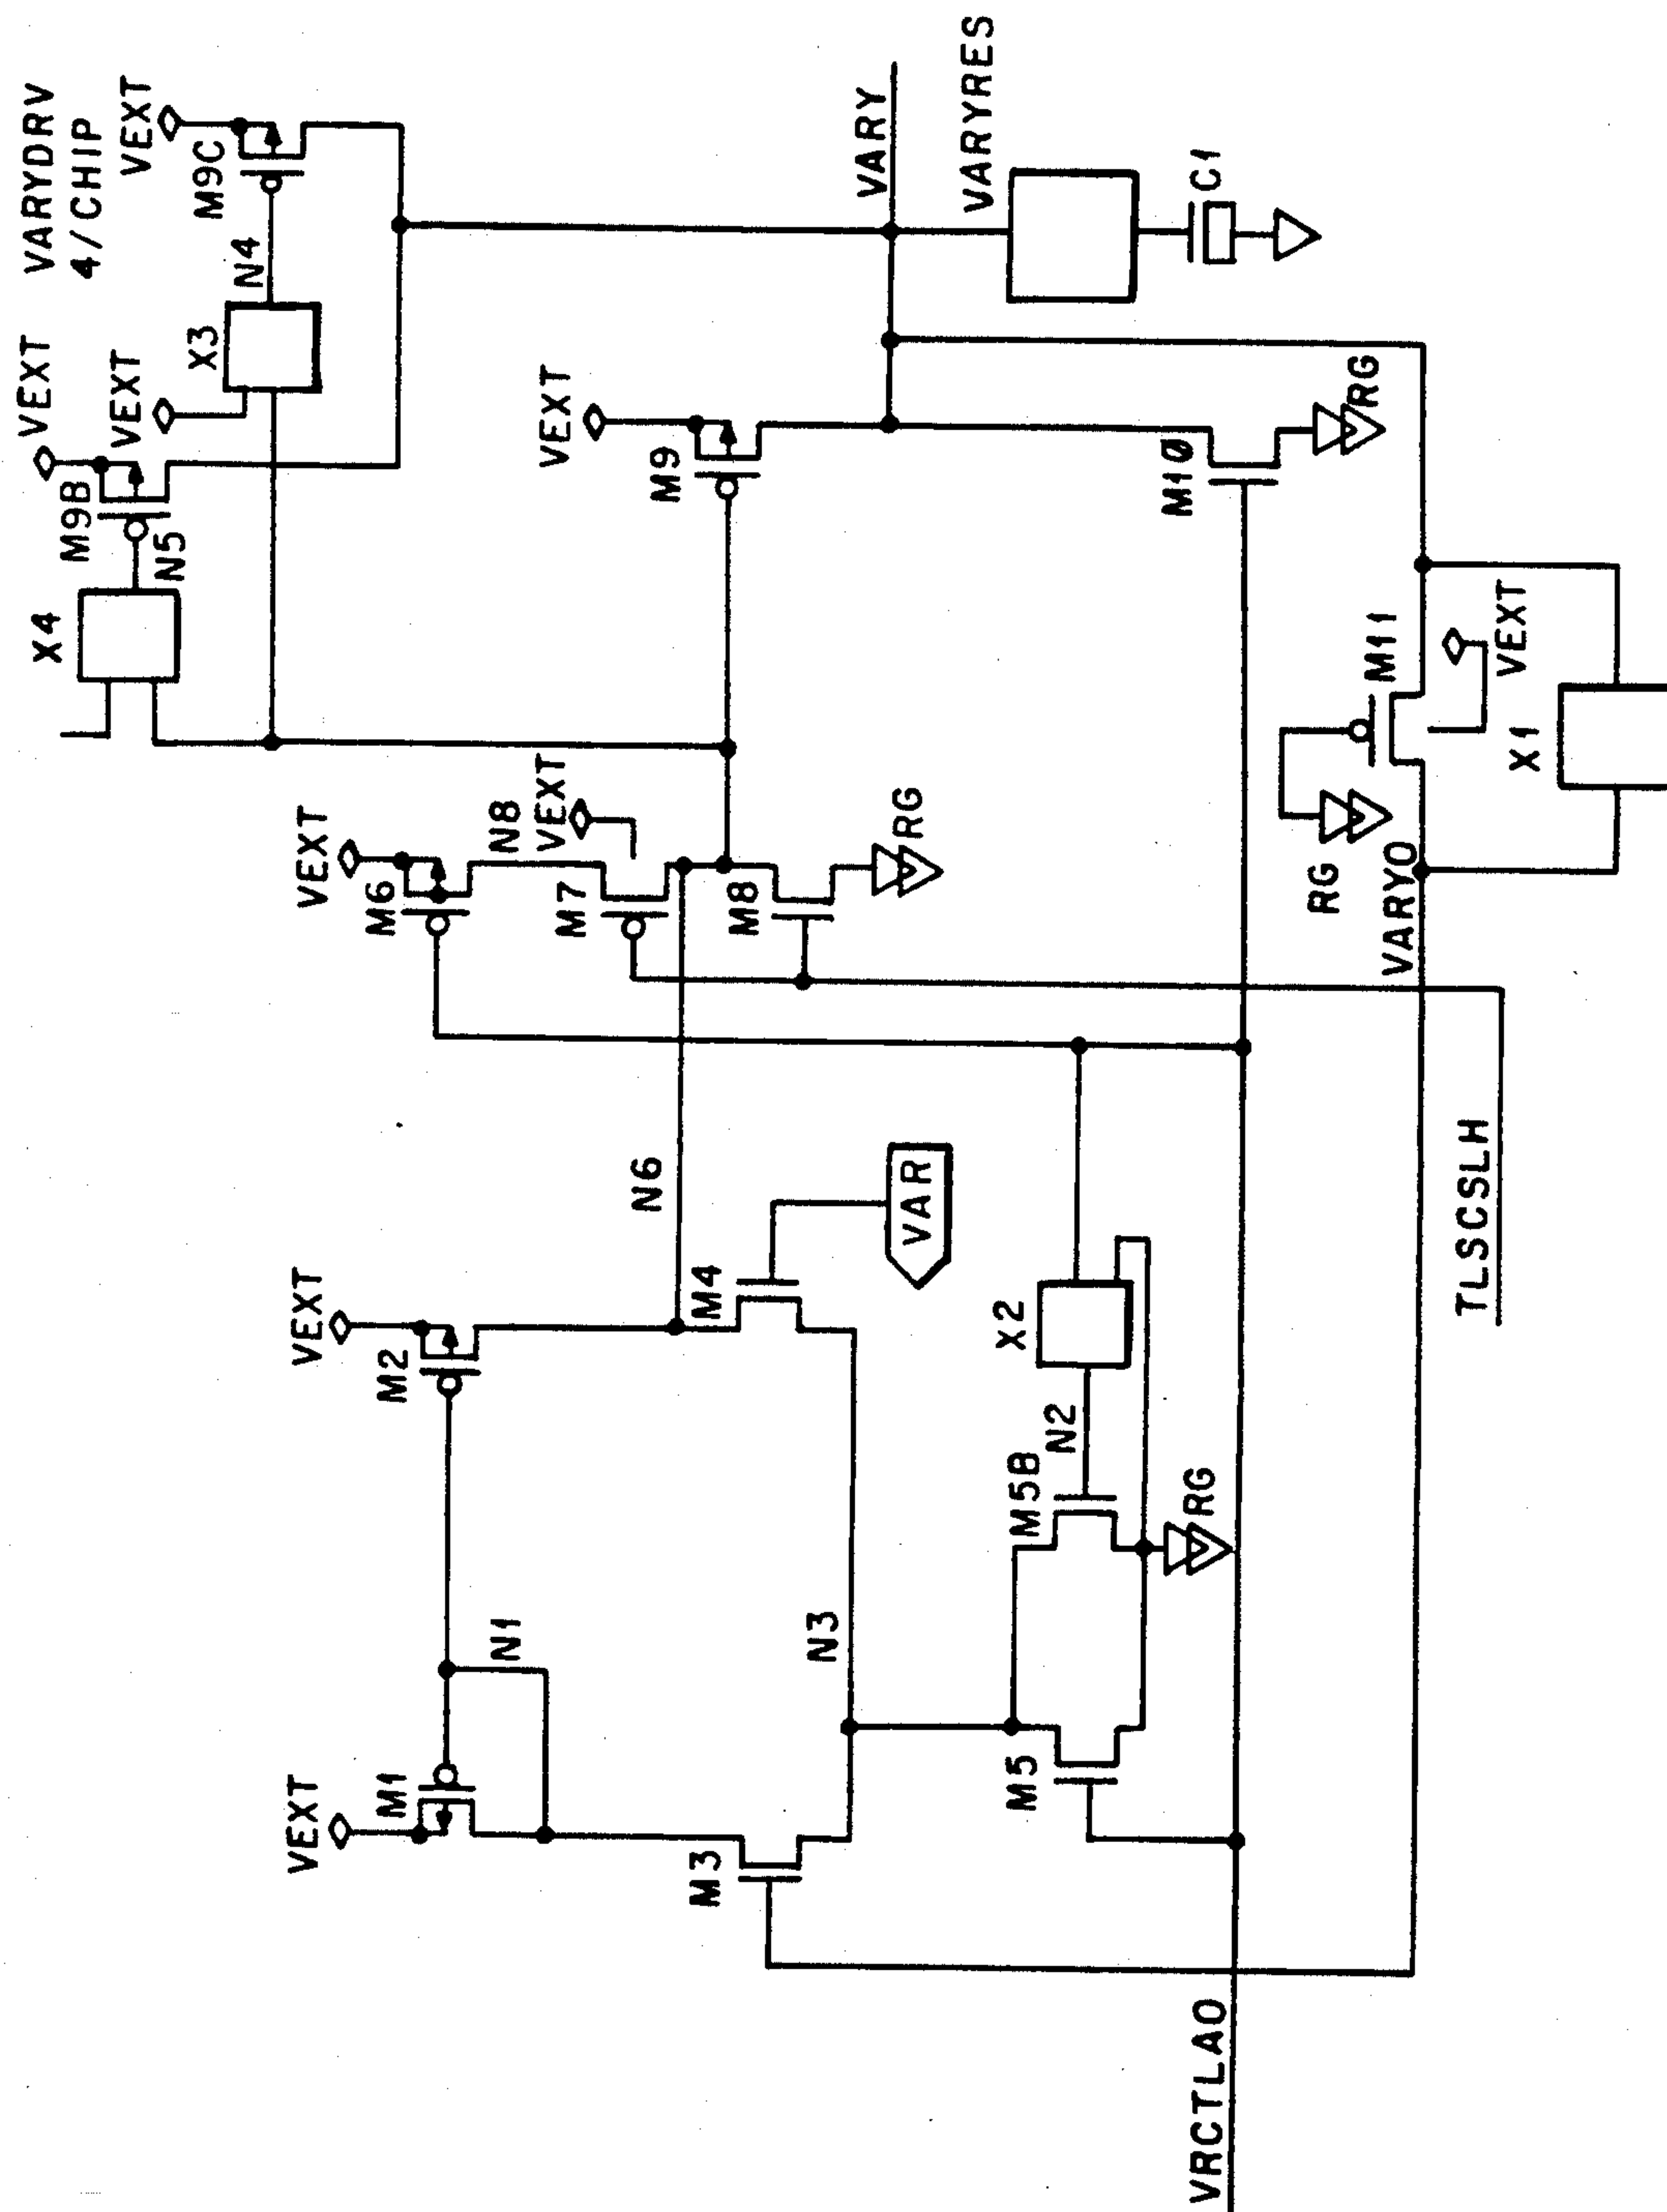 VARYDRV
4/CHIP
VEXT
VEXT
VEXT
VEXT
VEXT
VEXT
VEXT
X4
M9B
N5
X3
N4
M9C
M1
N1
M2
M6
N8
VEXT
M7
M9
VARY
VARYRES
C1
M3
N3
M4
N6
VAR
M8
RG
M10
RG
M5
M5B
N2
X2
RG
VRCTLA0
TLSCSLH
VARY0
RG
M11
VEXT
X1